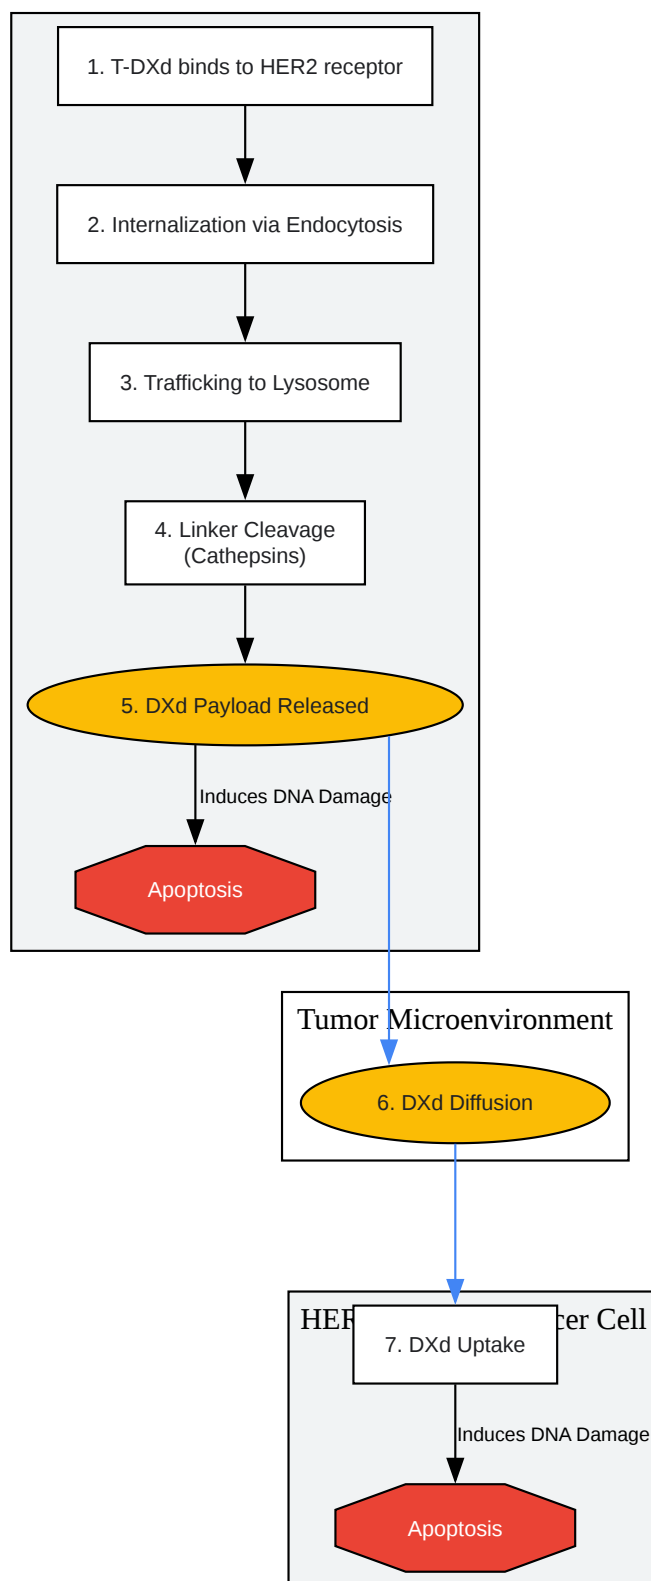 1. T-DXd binds to HER2 receptor
2. Internalization via Endocytosis
3. Trafficking to Lysosome
4. Linker Cleavage
(Cathepsins)
5. DXd Payload Released
Induces DNA Damage
Apoptosis
Tumor Microenvironment
6. DXd Diffusion
Cell
7. DXd Uptake
Induces DNA Damage
Apoptosis